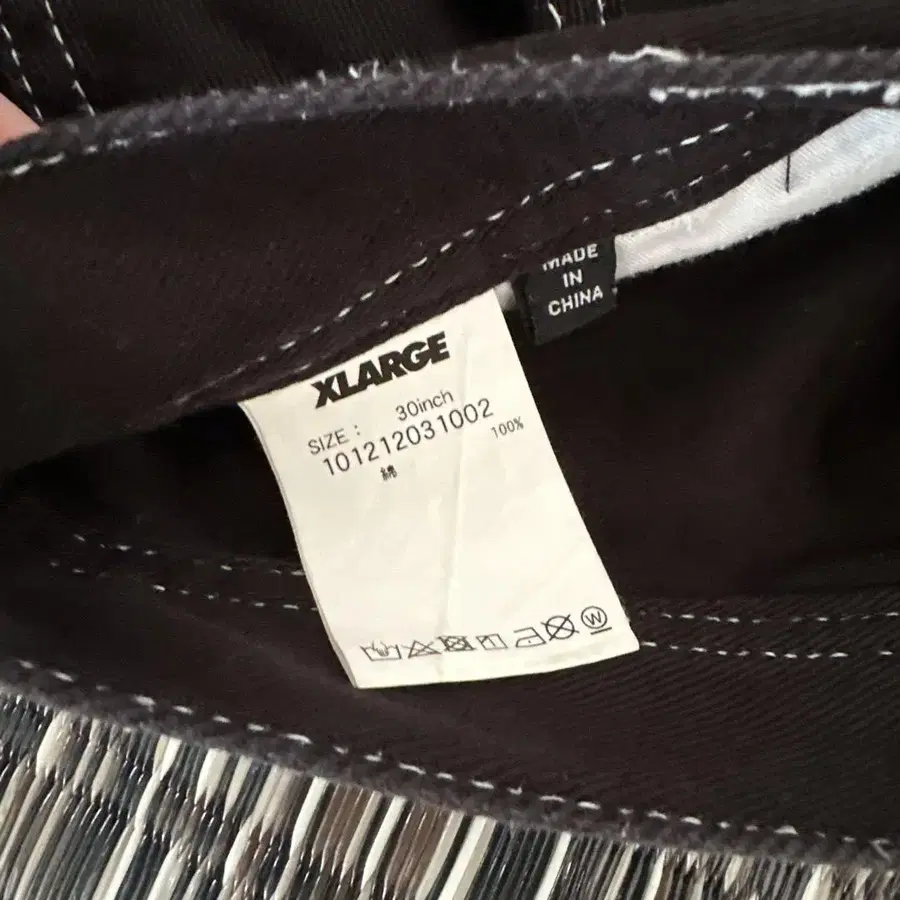 MADE
IN
CHINA
XLARGE
SIZE : 30inch
101212031002
綿 100%
W